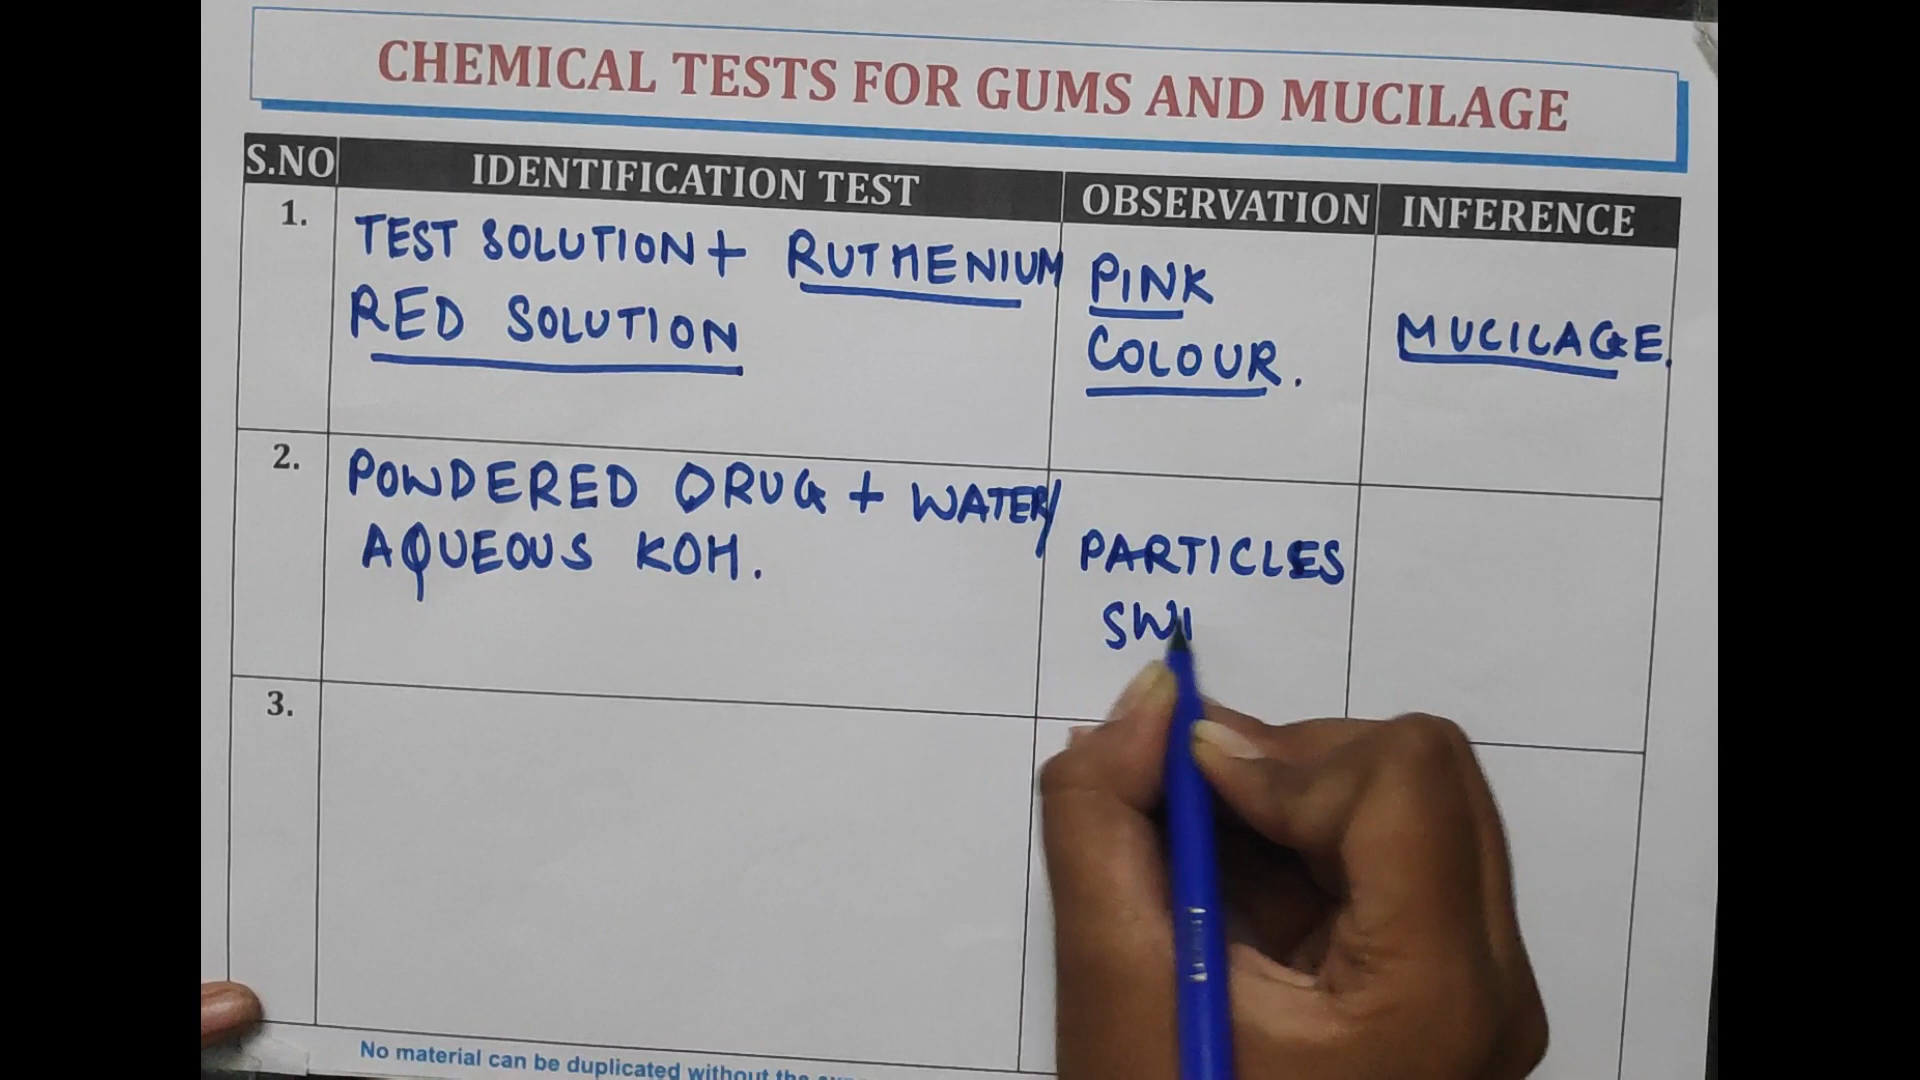 CHEMICAL TESTS FOR GUMS AND MUCILAGE
S.NO IDENTIFICATION TEST OBSERVATION INFERENCE
1.
TEST SOLUTION + RUTHENIUM
RED SOLUTION
PINK
COLOUR.
MUCILAGE.
2.
POWDERED DRUG + WATER/
AQUEOUS KOH.
PARTICLES
SW
3.
No material can be duplicated without the